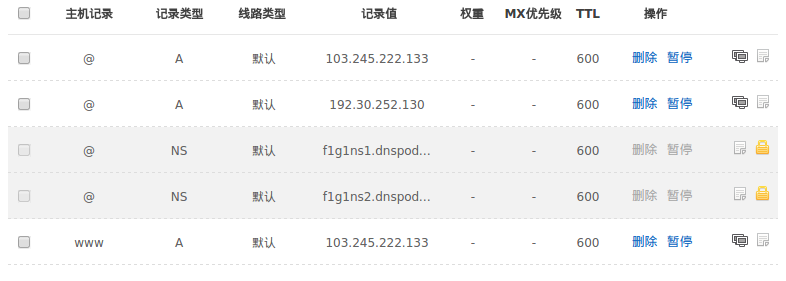 主机记录 记录类型 线路类型 记录值 权重 MX优先级 TTL 操作
@ A 默认 103.245.222.133 - - 600 删除 暂停
@ A 默认 192.30.252.130 - - 600 删除 暂停
@ NS 默认 f1g1ns1.dnspod... - - 600 删除 暂停
@ NS 默认 f1g1ns2.dnspod... - - 600 删除 暂停
www A 默认 103.245.222.133 - - 600 删除 暂停